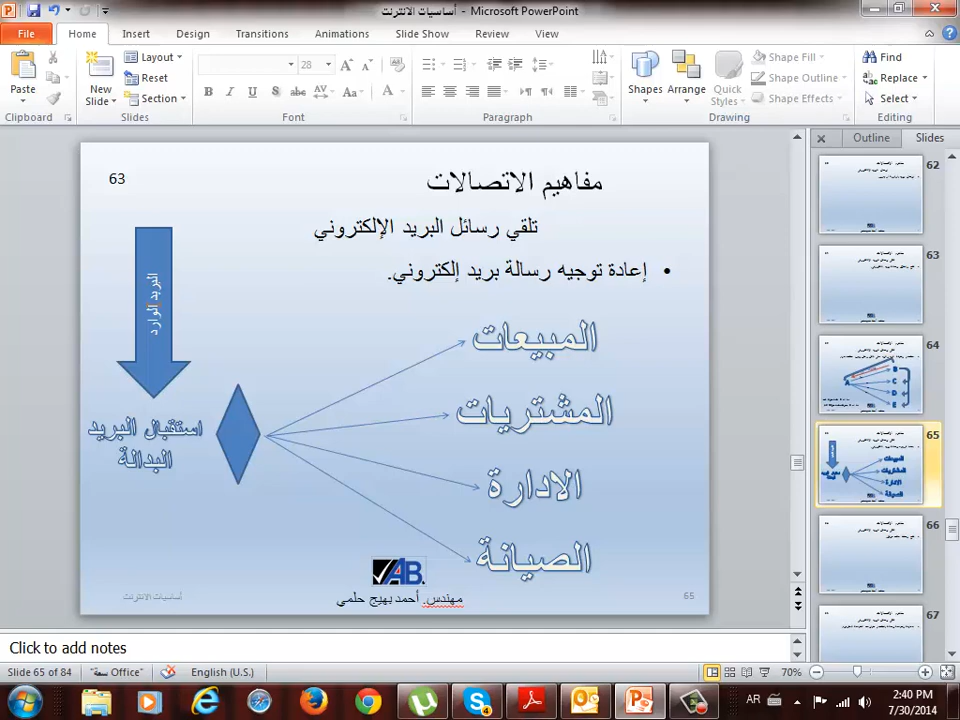 أساسيات الانترنت - Microsoft PowerPoint
File Home Insert Design Transitions Animations Slide Show Review View
Paste
Clipboard
New Slide
Layout
Reset
Section
Slides
28
Font
Paragraph
Shapes
Arrange
Quick Styles
Shape Fill
Shape Outline
Shape Effects
Drawing
Find
Replace
Select
Editing
Outline Slides
63
مفاهيم الاتصالات
تلقي رسائل البريد الإلكتروني
• إعادة توجيه رسالة بريد إلكتروني.
البريد الوارد
استقبال البريد
البدالة
المبيعات
المشتريات
الادارة
الصيانة
AB
مهندس. أحمد بهيج حلمي
أساسيات الانترنت
65
62
63
64
65
66
67
Click to add notes
Slide 65 of 84
Office
English (U.S.)
70%
AR
2:40 PM
7/30/2014